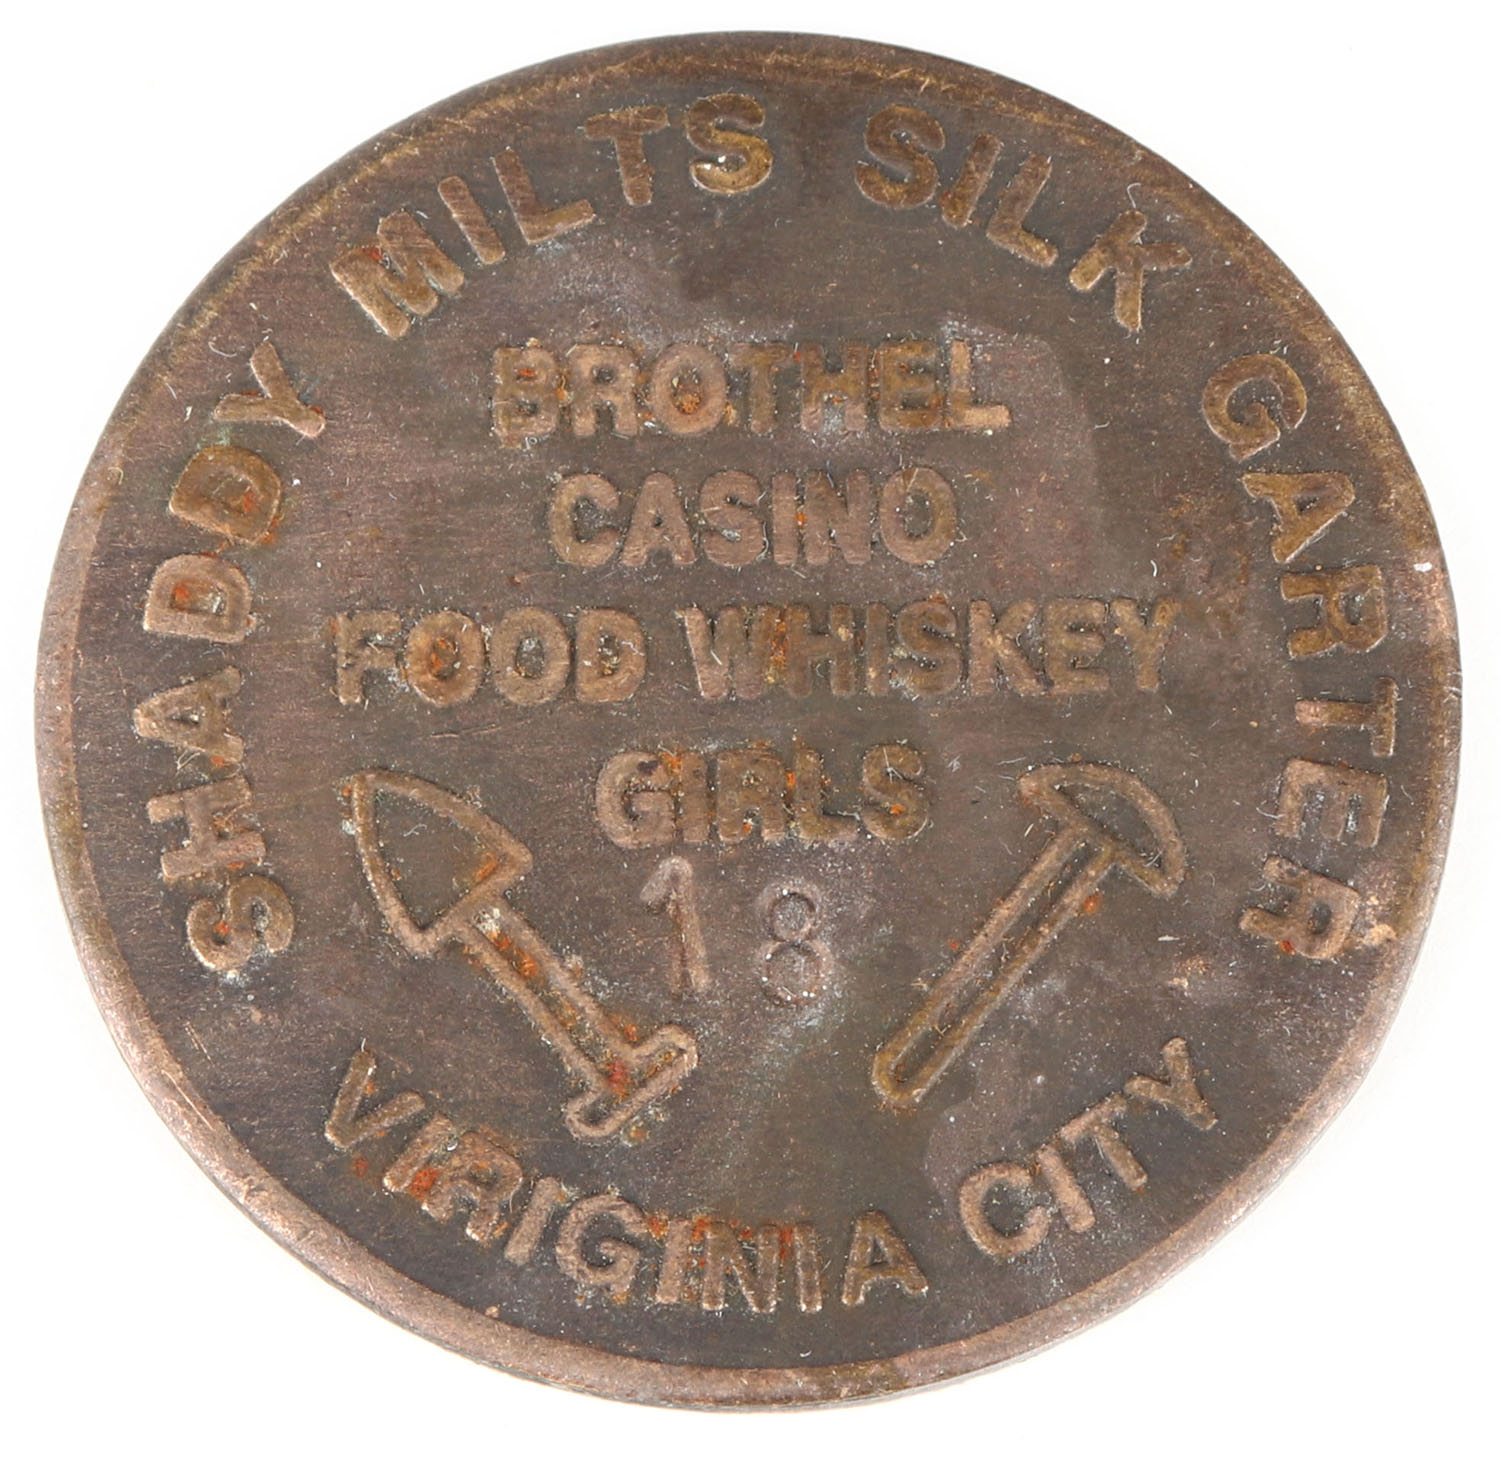 SHADDY MILTS SILK GARTER
BROTHEL
CASINO
FOOD WHISKEY
GIRLS
18
VIRIGINIA CITY